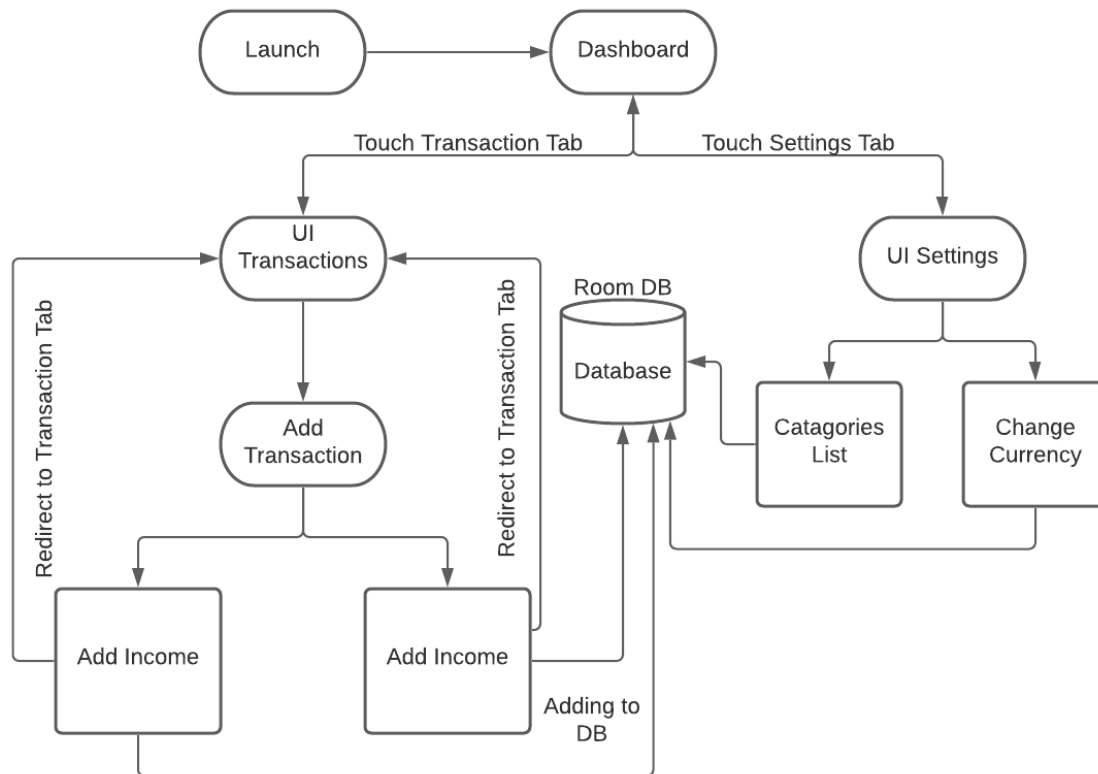 Launch
Dashboard
Touch Transaction Tab
Touch Settings Tab
UI
Transactions
UI Settings
Redirect to Transaction Tab
Redirect to Transaction Tab
Room DB
Database
Catagories
List
Change
Currency
Add
Transaction
Add Income
Add Income
Adding to
DB